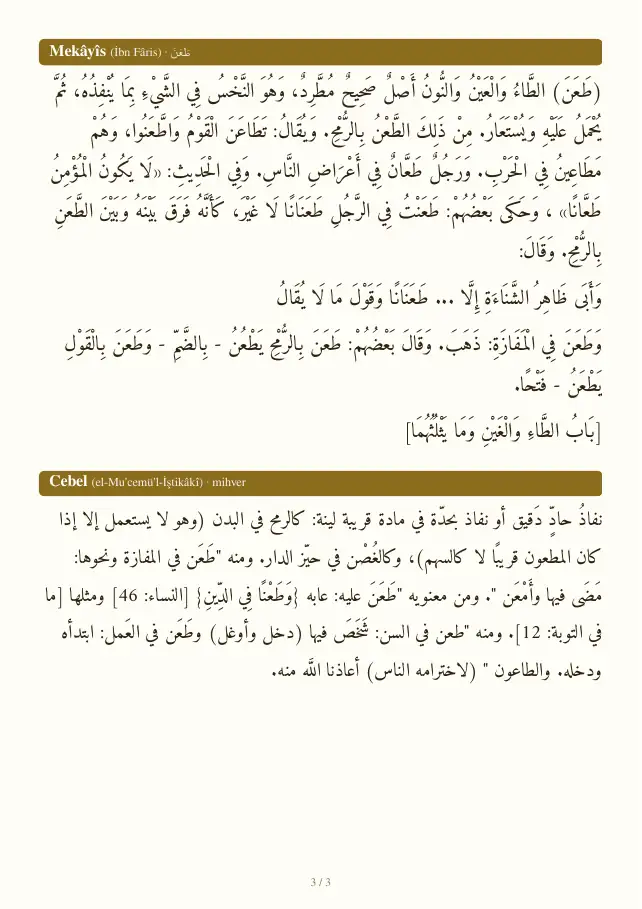 Mekâyîs (İbn Fâris) · طَعَنَ
(طَعَنَ) الطَّاءُ وَالْعَيْنُ وَالنُّونُ أَصْلٌ صَحِيحٌ مُطَّرِدٌ، وَهُوَ النَّخْسُ فِي الشَّيْءِ بِمَا يُنْفِذُهُ، ثُمَّ
يُحْمَلُ عَلَيْهِ وَيُسْتَعَارُ. مِنْ ذَلِكَ الطَّعْنُ بِالرُّمْحِ. وَيُقَالُ: تَطَاعَنَ الْقَوْمُ وَاطَّعَنُوا، وَهُمْ
مَطَاعِينُ فِي الْحَرْبِ. وَرَجُلٌ طَعَّانٌ فِي أَعْرَاضِ النَّاسِ. وَفِي الْحَدِيثِ: «لَا يَكُونُ الْمُؤْمِنُ
طَعَّانًا» ، وَحَكَى بَعْضُهُمْ: طَعَنْتُ فِي الرَّجُلِ طَعَنَانًا لَا غَيْرَ، كَأَنَّهُ فَرَقَ بَيْنَهُ وَبَيْنَ الطَّعَنِ
بِالرُّمْحِ. وَقَالَ:
وَأَبَى ظَاهِرُ الشَّنَاءَةِ إِلَّا ... طَعَنَانًا وَقَوْلَ مَا لَا يُقَالُ
وَطَعَنَ فِي الْمَفَازَةِ: ذَهَبَ. وَقَالَ بَعْضُهُمْ: طَعَنَ بِالرُّمْحِ يَطْعُنُ - بِالضَّمِّ - وَطَعَنَ بِالْقَوْلِ
يَطْعَنُ - فَتْحًا.
[بَابُ الطَّاءِ وَالْغَيْنِ وَمَا يَثْلُثُهُمَا]
Cebel (el-Mu'cemü'l-İştikâkî) · mihver
نفاذُ حادٍّ دَقيق أو نفاذ بحدّة في مادة قريبة لينة: كالرمح في البدن (وهو لا يستعمل إلا إذا
كان المطعون قريبًا لا كالسهم)، وكالغُصْن في حيّز الدار. ومنه "طَعَن في المفازة ونحوها:
مَضَى فيها وأَمْعَن ". ومن معنويه "طَعَنَ عليه: عابه {وَطَعْنًا فِي الدِّينِ} [النساء: 46] ومثلها [ما
في التوبة: 12]. ومنه "طعن في السن: شَخَصَ فيها (دخل وأوغل) وطَعَن في العَمل: ابتدأه
ودخله. والطاعون " (لاخترامه الناس) أعاذنا اللَّه منه.
3 / 3